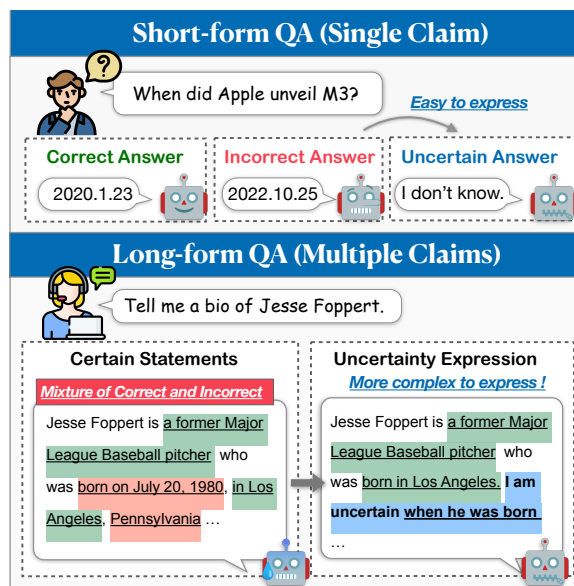 Short-form QA (Single Claim)
?
When did Apple unveil M3?
Easy to express
Correct Answer
Incorrect Answer
Uncertain Answer
2020.1.23
2022.10.25
I don't know.
Long-form QA (Multiple Claims)
Tell me a bio of Jesse Foppert.
Certain Statements
Mixture of Correct and Incorrect
Jesse Foppert is a former Major
League Baseball pitcher who
was born on July 20, 1980, in Los
Angeles, Pennsylvania ...
Uncertainty Expression
More complex to express !
Jesse Foppert is a former Major
League Baseball pitcher who
was born in Los Angeles. I am
uncertain when he was born
...